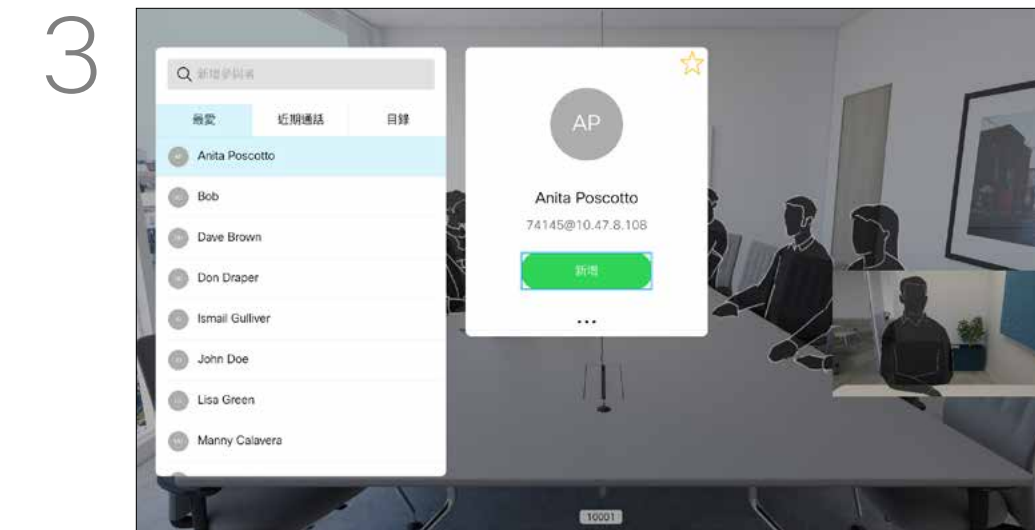 3
新增參與者
最愛
近期通話
目錄
Anita Poscotto
Bob
Dave Brown
Don Draper
Ismail Gulliver
John Doe
Lisa Green
Manny Calavera
AP
Anita Poscotto
74145@10.47.8.108
新增
...
10001